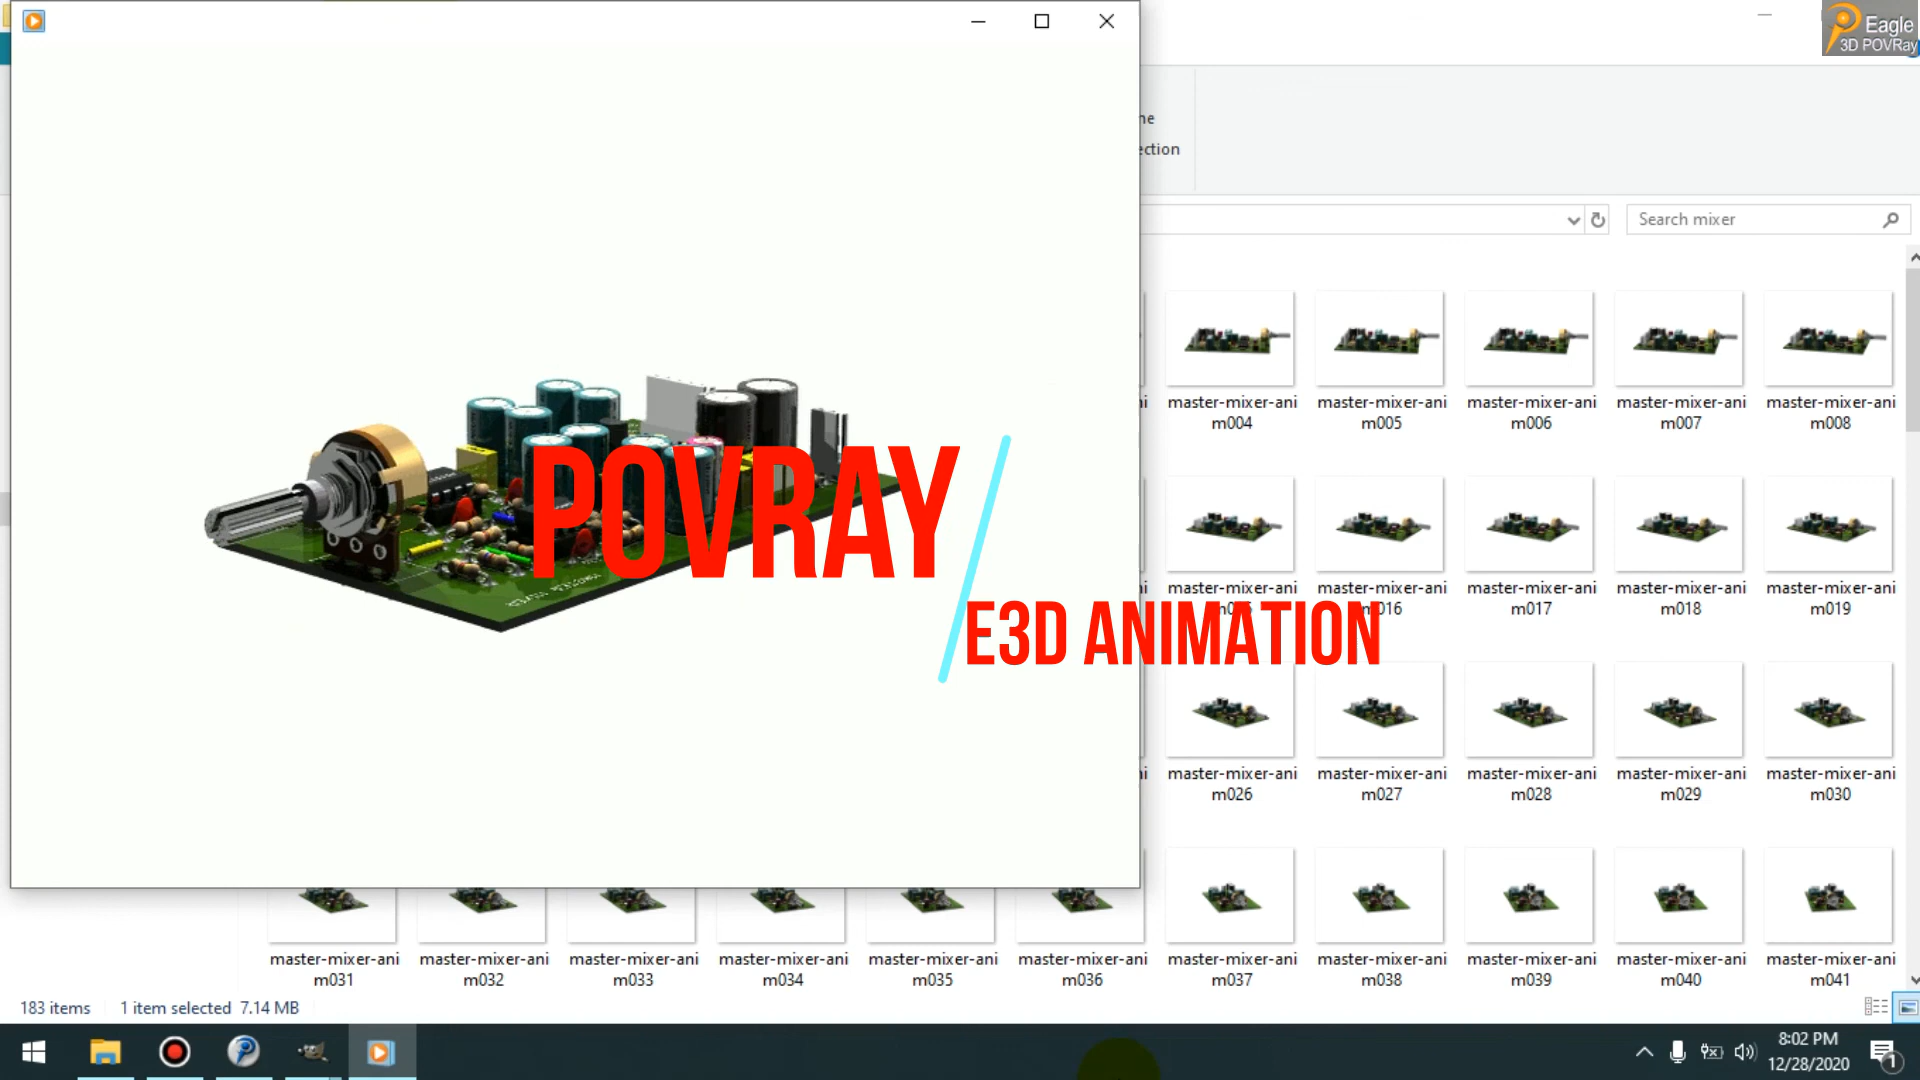 Eagle
3D POVRay
ne
ection
Search mixer
master-mixer-ani
m004
master-mixer-ani
m005
master-mixer-ani
m006
master-mixer-ani
m007
master-mixer-ani
m008
POVRAY
master-mixer-ani
master-mixer-ani
m016
master-mixer-ani
m017
master-mixer-ani
m018
master-mixer-ani
m019
E3D ANIMATION
master-mixer-ani
m026
master-mixer-ani
m027
master-mixer-ani
m028
master-mixer-ani
m029
master-mixer-ani
m030
master-mixer-ani
m031
master-mixer-ani
m032
master-mixer-ani
m033
master-mixer-ani
m034
master-mixer-ani
m035
master-mixer-ani
m036
master-mixer-ani
m037
master-mixer-ani
m038
master-mixer-ani
m039
master-mixer-ani
m040
master-mixer-ani
m041
183 items
1 item selected 7.14 MB
8:02 PM
12/28/2020
1